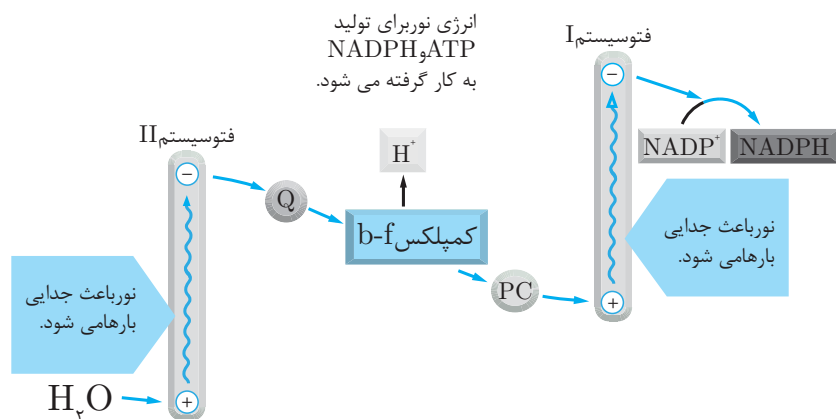 انرژی نوربرای تولید
ATPوNADPH
به کار گرفته می شود.
فتوسیستمI
−
NADP⁺
NADPH
فتوسیستمII
−
H⁺
Q
کمپلکسb-f
نورباعث جدایی
بارهامی شود.
PC
+
نورباعث جدایی
بارهامی شود.
H₂O
+